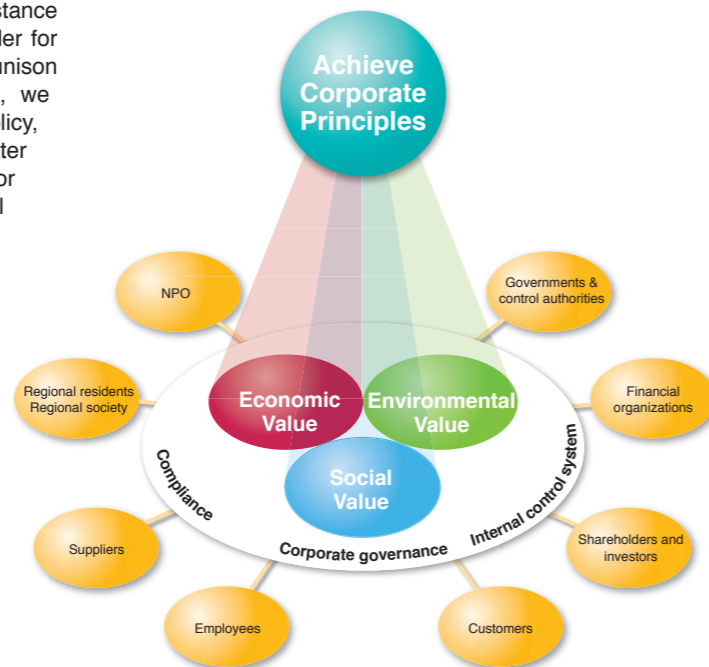 stance
der for
unison
, we
licy,
ter
or
l
Achieve
Corporate
Principles
NPO
Governments &
control authorities
Regional residents
Regional society
Financial
organizations
Economic
Value
Environmental
Value
Social
Value
Compliance
Corporate governance
Internal control system
Suppliers
Shareholders and
investors
Employees
Customers